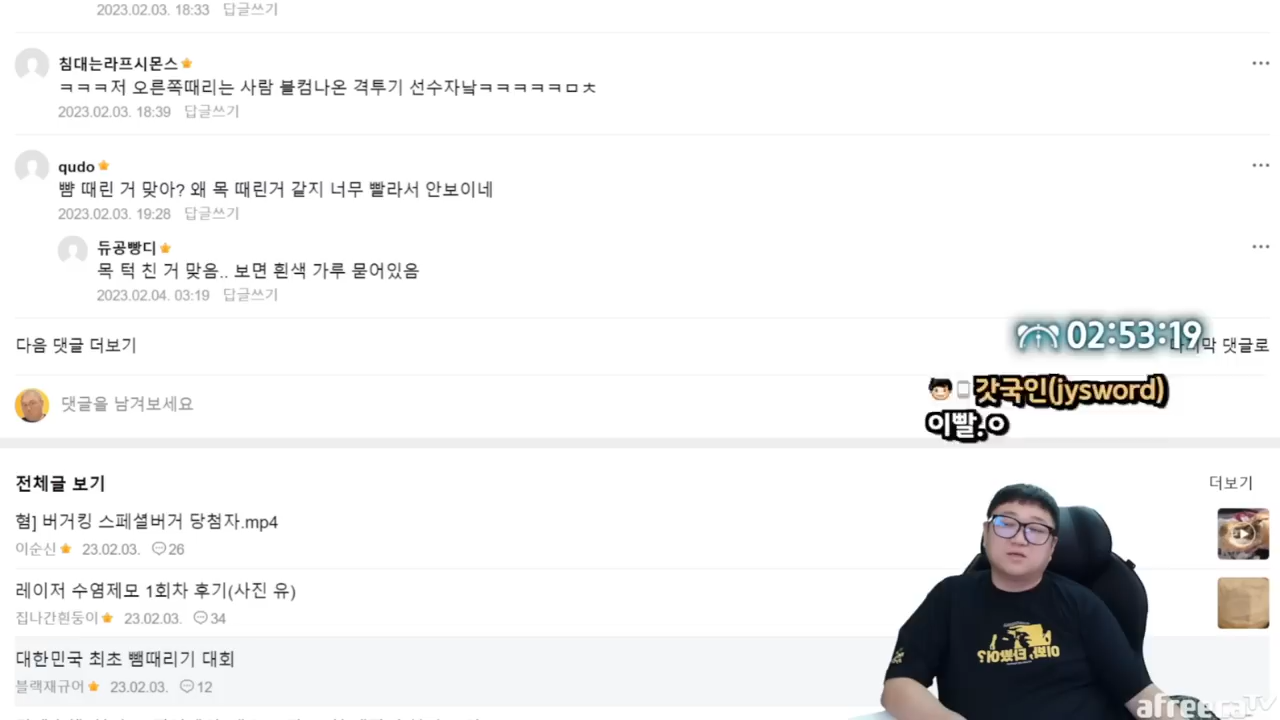 2023.02.03. 18:33 답글쓰기
침대는라프시몬스
ㅋㅋㅋ저 오른쪽때리는 사람 블컴나온 격투기 선수자낰ㅋㅋㅋㅋㅋㅁㅊ
2023.02.03. 18:39 답글쓰기
qudo
뺨 때린 거 맞아? 왜 목 때린거 같지 너무 빨라서 안보이네
2023.02.03. 19:28 답글쓰기
듀공빵디
목 턱 친 거 맞음.. 보면 흰색 가루 묻어있음
2023.02.04. 03:19 답글쓰기
02:53:19
다음 댓글 더보기
댓글로
갓국인(jysword)
이빨.ㅇ
댓글을 남겨보세요
전체글 보기
더보기
혐] 버거킹 스페셜버거 당첨자.mp4
이순신 23.02.03. 26
레이저 수염제모 1회차 후기(사진 유)
집나간흰둥이 23.02.03. 34
대한민국 최초 뺨때리기 대회
블랙재규어 23.02.03. 12
afreecaTV